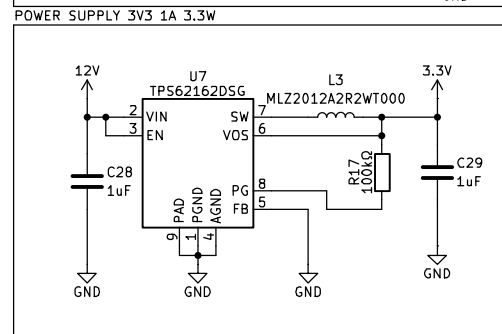 POWER SUPPLY 3V3 1A 3.3W
12V
U7
TPS62162DSG
L3
MLZ2012A2R2WT000
3.3V
2 VIN
3 EN
SW 7
VOS 6
PG 8
FB 5
PAD 9
PGND 1
AGND 4
R17
100kΩ
C28
1uF
C29
1uF
GND
GND
GND
GND